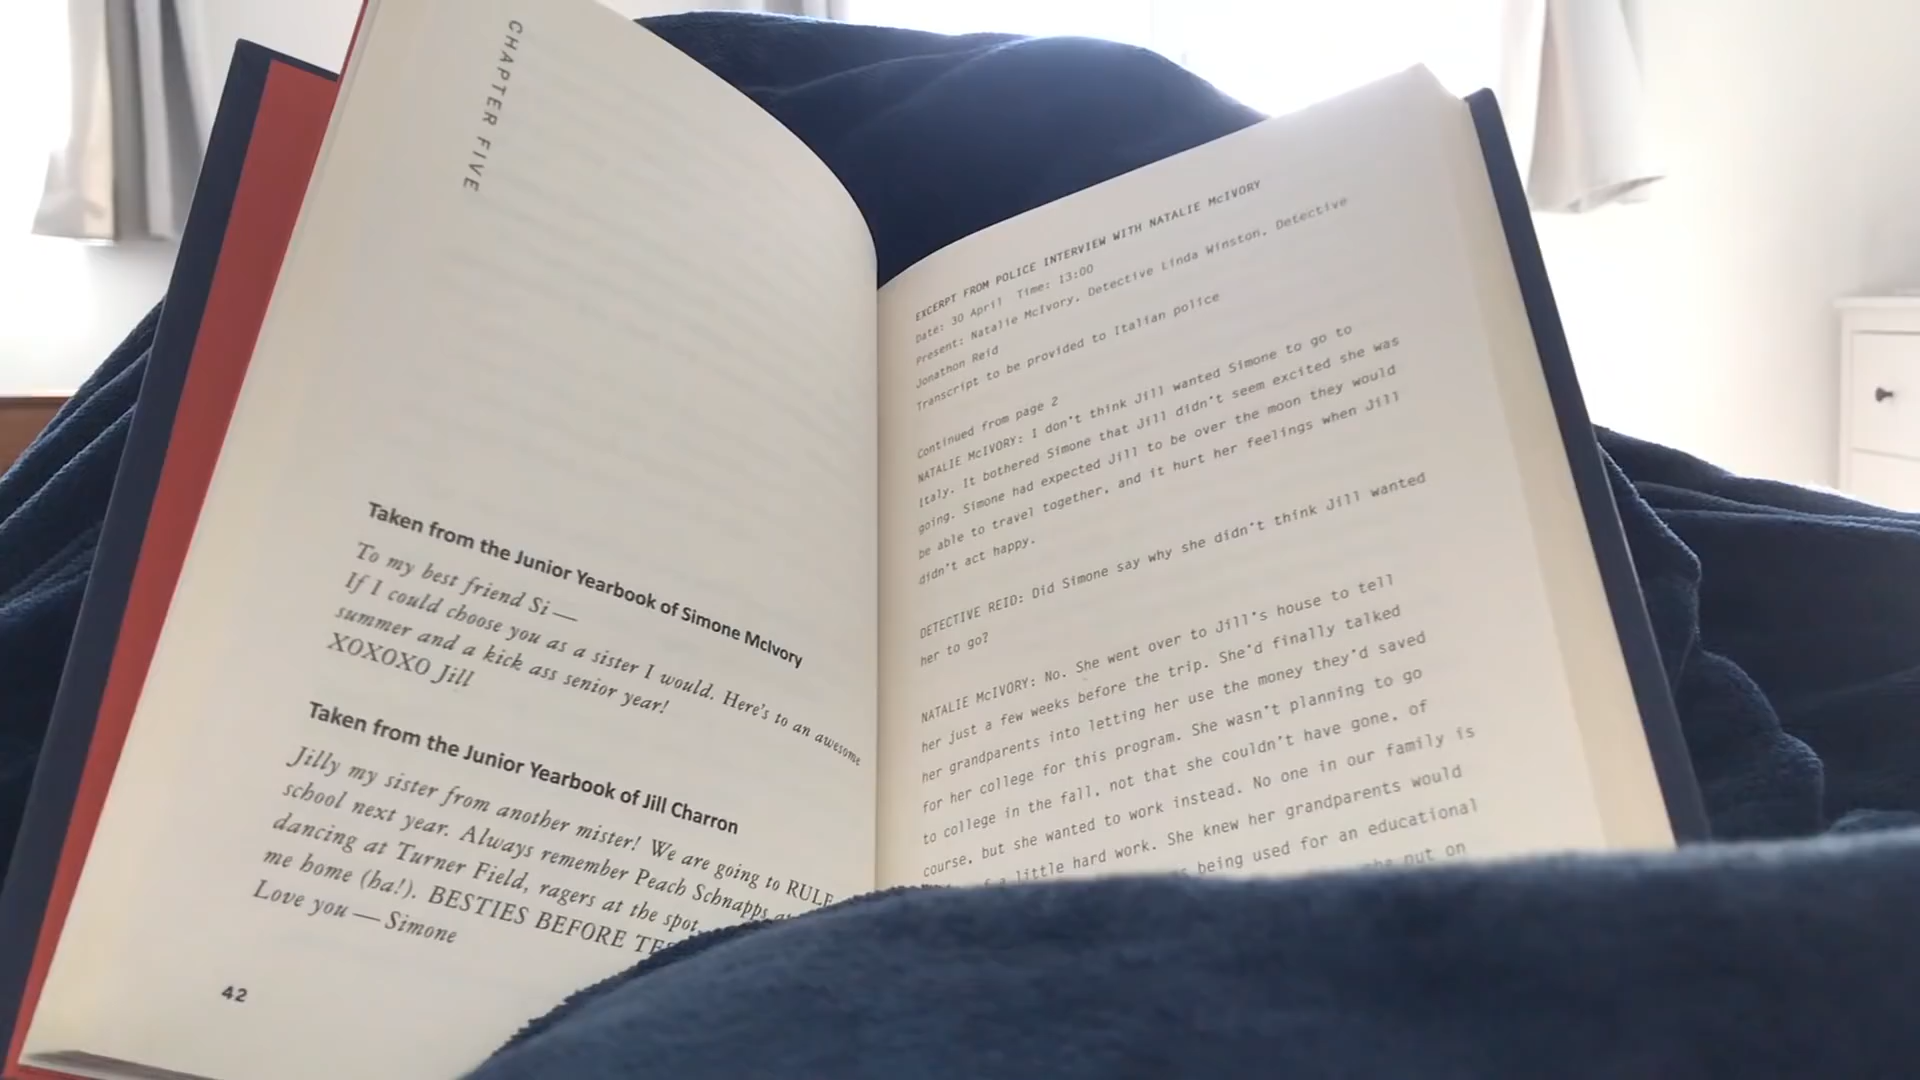 CHAPTER FIVE
Taken from the Junior Yearbook of Simone McIvory
To my best friend Si —
If I could choose you as a sister I would. Here's to an awesome
summer and a kick ass senior year!
XOXOXO Jill
Taken from the Junior Yearbook of Jill Charron
Jilly my sister from another mister! We are going to RULE
school next year. Always remember Peach Schnapps
dancing at Turner Field, ragers at the spot,
me home (ha!). BESTIES BEFORE
Love you — Simone
42
EXCERPT FROM POLICE INTERVIEW WITH NATALIE McIVORY
Date: 30 April Time: 13:00
Present: Natalie McIvory, Detective Linda Winston, Detective
Jonathon Reid
Transcript to be provided to Italian police
Continued from page 2
NATALIE McIVORY: I don't think Jill wanted Simone to go to
Italy. It bothered Simone that Jill didn't seem excited she was
going. Simone had expected Jill to be over the moon they would
be able to travel together, and it hurt her feelings when Jill
didn't act happy.
DETECTIVE REID: Did Simone say why she didn't think Jill wanted
her to go?
NATALIE McIVORY: No. She went over to Jill's house to tell
her just a few weeks before the trip. She'd finally talked
her grandparents into letting her use the money they'd saved
for her college for this program. She wasn't planning to go
to college in the fall, not that she couldn't have gone, of
course, but she wanted to work instead. No one in our family is
little hard work. She knew her grandparents would
being used for an educational
she put on